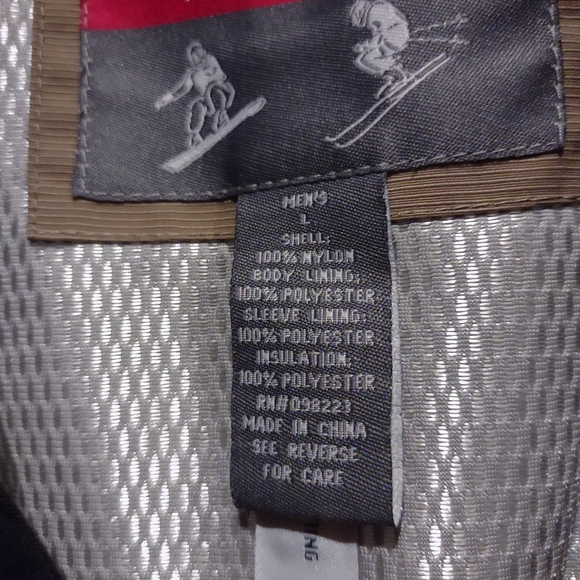 MEN'S
L
SHELL:
100% NYLON
BODY LINING:
100% POLYESTER
SLEEVE LINING:
100% POLYESTER
INSULATION:
100% POLYESTER
RN#098223
MADE IN CHINA
SEE REVERSE
FOR CARE